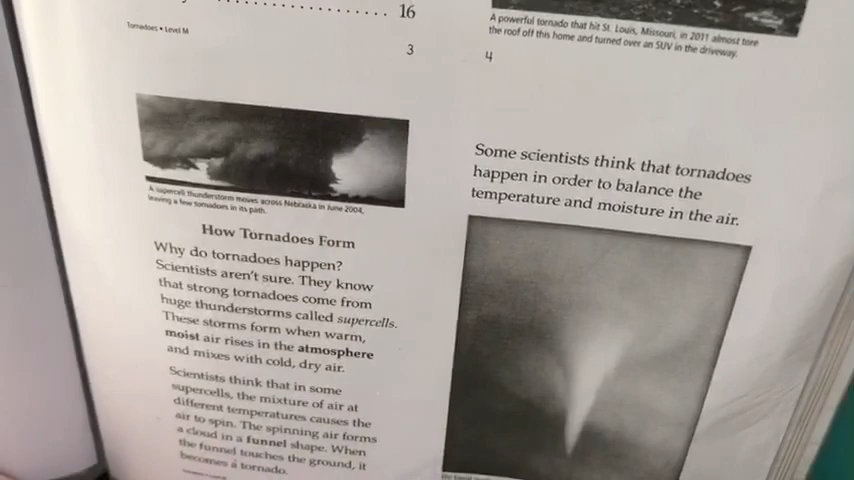 16
Tornadoes • Level M
3
A powerful tornado that hit St. Louis, Missouri, in 2011 almost tore
the roof off this home and turned over an SUV in the driveway.
4
A supercell thunderstorm moves across Nebraska in June 2004,
leaving a few tornadoes in its path.
How Tornadoes Form
Why do tornadoes happen?
Scientists aren't sure. They know
that strong tornadoes come from
huge thunderstorms called supercells.
These storms form when warm,
moist air rises in the atmosphere
and mixes with cold, dry air.
Scientists think that in some
supercells, the mixture of air at
different temperatures causes the
air to spin. The spinning air forms
a cloud in a funnel shape. When
the funnel touches the ground, it
becomes a tornado.
Some scientists think that tornadoes
happen in order to balance the
temperature and moisture in the air.